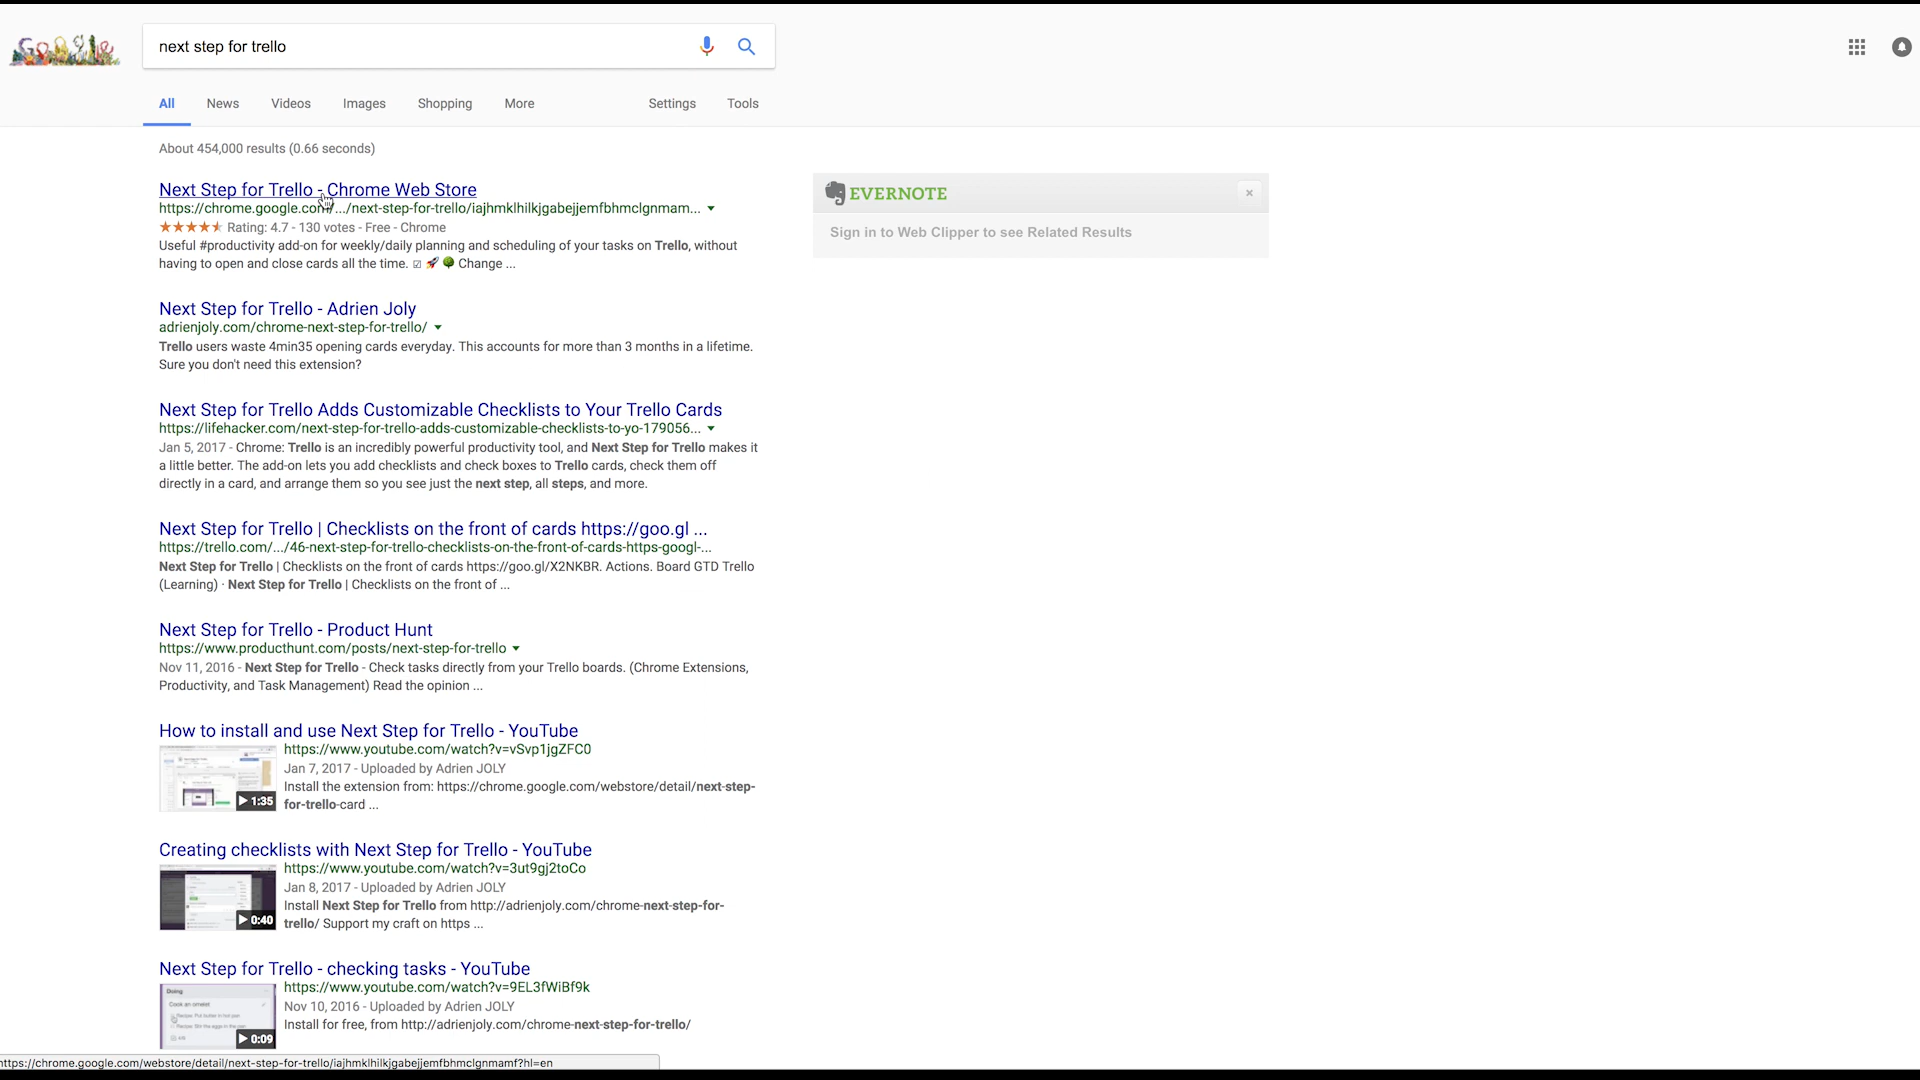 Google
next step for trello
All News Videos Images Shopping More Settings Tools
About 454,000 results (0.66 seconds)
Next Step for Trello - Chrome Web Store
https://chrome.google.com/.../next-step-for-trello/iajhmklhilkjgabejjemfbhmclgnmam...
Rating: 4.7 - 130 votes - Free - Chrome
Useful #productivity add-on for weekly/daily planning and scheduling of your tasks on Trello, without
having to open and close cards all the time. ☑ 🚀 🌳 Change ...
EVERNOTE
Sign in to Web Clipper to see Related Results
Next Step for Trello - Adrien Joly
adrienjoly.com/chrome-next-step-for-trello/
Trello users waste 4min35 opening cards everyday. This accounts for more than 3 months in a lifetime.
Sure you don't need this extension?
Next Step for Trello Adds Customizable Checklists to Your Trello Cards
https://lifehacker.com/next-step-for-trello-adds-customizable-checklists-to-yo-179056...
Jan 5, 2017 - Chrome: Trello is an incredibly powerful productivity tool, and Next Step for Trello makes it
a little better. The add-on lets you add checklists and check boxes to Trello cards, check them off
directly in a card, and arrange them so you see just the next step, all steps, and more.
Next Step for Trello | Checklists on the front of cards https://goo.gl ...
https://trello.com/.../46-next-step-for-trello-checklists-on-the-front-of-cards-https-googl-...
Next Step for Trello | Checklists on the front of cards https://goo.gl/X2NKBR. Actions. Board GTD Trello
(Learning) · Next Step for Trello | Checklists on the front of ...
Next Step for Trello - Product Hunt
https://www.producthunt.com/posts/next-step-for-trello
Nov 11, 2016 - Next Step for Trello - Check tasks directly from your Trello boards. (Chrome Extensions,
Productivity, and Task Management) Read the opinion ...
How to install and use Next Step for Trello - YouTube
https://www.youtube.com/watch?v=vSvp1jgZFC0
Jan 7, 2017 - Uploaded by Adrien JOLY
Install the extension from: https://chrome.google.com/webstore/detail/next-step-
for-trello-card ...
1:35
Creating checklists with Next Step for Trello - YouTube
https://www.youtube.com/watch?v=3ut9gj2toCo
Jan 8, 2017 - Uploaded by Adrien JOLY
Install Next Step for Trello from http://adrienjoly.com/chrome-next-step-for-
trello/ Support my craft on https ...
0:40
Next Step for Trello - checking tasks - YouTube
https://www.youtube.com/watch?v=9EL3fWiBf9k
Nov 10, 2016 - Uploaded by Adrien JOLY
Install for free, from http://adrienjoly.com/chrome-next-step-for-trello/
Doing
Cook an omelet
Recipe: Put butter in hot pan
Recipe: Stir the eggs in the pan
0:09
https://chrome.google.com/webstore/detail/next-step-for-trello/iajhmklhilkjgabejjemfbhmclgnmamf?hl=en